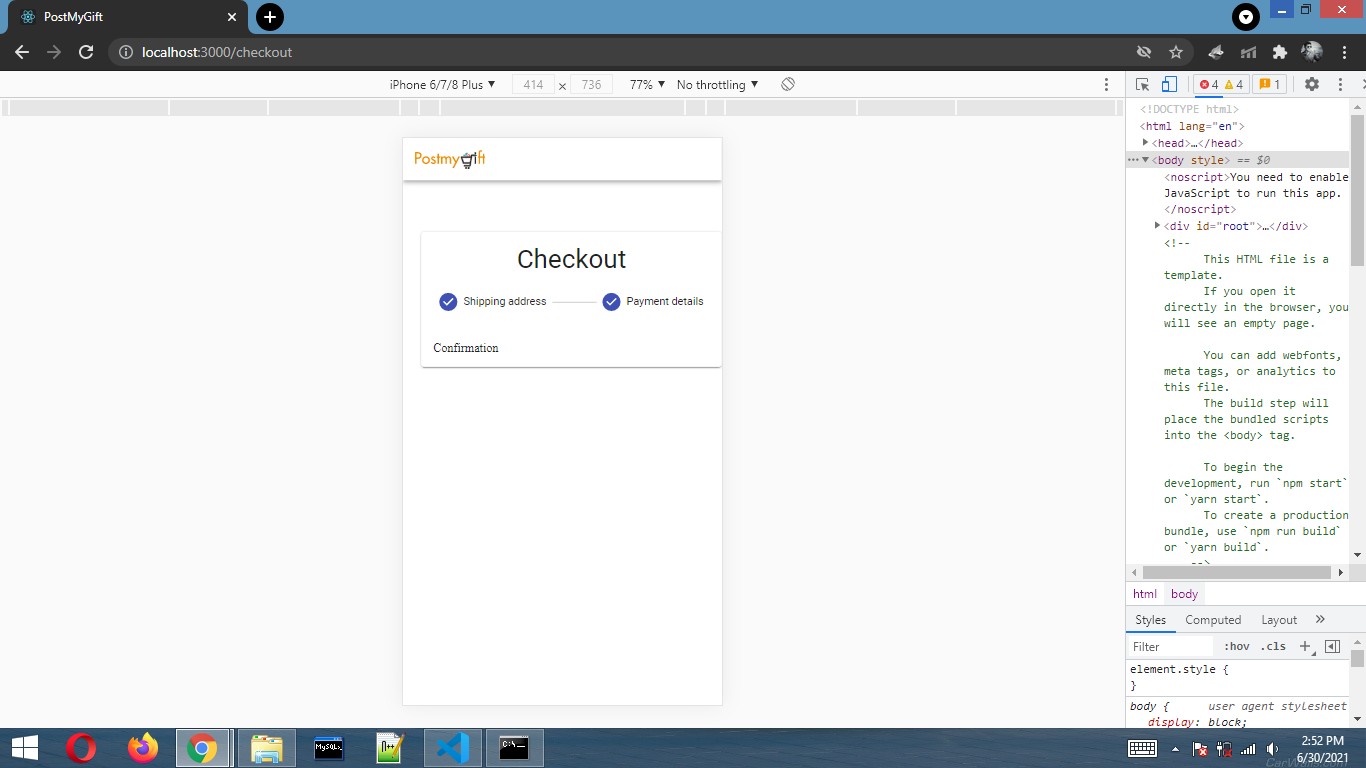 PostMyGift
localhost:3000/checkout
iPhone 6/7/8 Plus
414 x 736
77%
No throttling
4 4 1
Postmygift
Checkout
Shipping address
Payment details
Confirmation
<!DOCTYPE html>
<html lang="en">
<head>…</head>
<body style> == $0
<noscript>You need to enable
JavaScript to run this app.
</noscript>
<div id="root">…</div>
<!--
This HTML file is a
template.
If you open it
directly in the browser, you
will see an empty page.
You can add webfonts,
meta tags, or analytics to
this file.
The build step will
place the bundled scripts
into the <body> tag.
To begin the
development, run `npm start`
or `yarn start`.
To create a production
bundle, use `npm run build`
or `yarn build`.
-->
html body
Styles Computed Layout
Filter :hov .cls
element.style {
}
body { user agent stylesheet
display: block;
MySQL
C:\
2:52 PM
6/30/2021